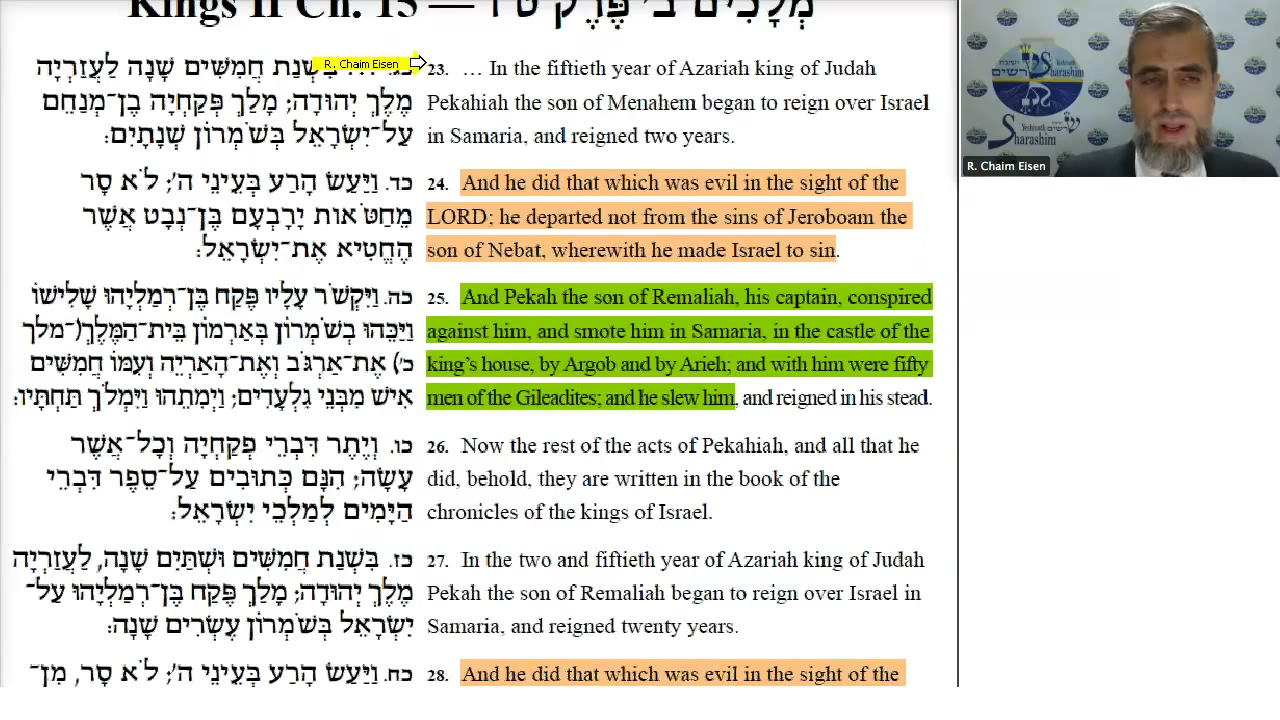 Kings II Ch. 15 — מְלָכִים ב׳ פֶּרֶק ט״ו
R. Chaim Eisen
בִּשְׁנַת חֲמִשִּׁים שָׁנָה לַעֲזַרְיָה
מֶלֶךְ יְהוּדָה; מָלַךְ פְּקַחְיָה בֶן־מְנַחֵם
עַל־יִשְׂרָאֵל בְּשֹׁמְרוֹן שְׁנָתָיִם:
23. … In the fiftieth year of Azariah king of Judah
Pekahiah the son of Menahem began to reign over Israel
in Samaria, and reigned two years.
כד. וַיַּעַשׂ הָרַע בְּעֵינֵי ה׳; לֹא סָר
מֵחַטֹּאות יָרָבְעָם בֶּן־נְבָט אֲשֶׁר
הֶחֱטִיא אֶת־יִשְׂרָאֵל:
24. And he did that which was evil in the sight of the
LORD; he departed not from the sins of Jeroboam the
son of Nebat, wherewith he made Israel to sin.
כה. וַיִּקְשֹׁר עָלָיו פֶּקַח בֶּן־רְמַלְיָהוּ שָׁלִישׁוֹ
וַיַּכֵּהוּ בְשֹׁמְרוֹן בְּאַרְמוֹן בֵּית־הַמֶּלֶךְ(־מלך
כ׳) אֶת־אַרְגֹּב וְאֶת־הָאַרְיֵה וְעִמּוֹ חֲמִשִּׁים
אִישׁ מִבְּנֵי גִלְעָדִים; וַיְמִתֵהוּ וַיִּמְלֹךְ תַּחְתָּיו:
25. And Pekah the son of Remaliah, his captain, conspired
against him, and smote him in Samaria, in the castle of the
king’s house, by Argob and by Arieh; and with him were fifty
men of the Gileadites; and he slew him, and reigned in his stead.
כו. וְיֶתֶר דִּבְרֵי פְקַחְיָה וְכָל־אֲשֶׁר
עָשָׂה; הִנָּם כְּתוּבִים עַל־סֵפֶר דִּבְרֵי
הַיָּמִים לְמַלְכֵי יִשְׂרָאֵל:
26. Now the rest of the acts of Pekahiah, and all that he
did, behold, they are written in the book of the
chronicles of the kings of Israel.
כז. בִּשְׁנַת חֲמִשִּׁים וּשְׁתַּיִם שָׁנָה, לַעֲזַרְיָה
מֶלֶךְ יְהוּדָה; מָלַךְ פֶּקַח בֶּן־רְמַלְיָהוּ עַל־
יִשְׂרָאֵל בְּשֹׁמְרוֹן עֶשְׂרִים שָׁנָה:
27. In the two and fiftieth year of Azariah king of Judah
Pekah the son of Remaliah began to reign over Israel in
Samaria, and reigned twenty years.
כח. וַיַּעַשׂ הָרַע בְּעֵינֵי ה׳; לֹא סָר, מִן־
28. And he did that which was evil in the sight of the
Yeshivath
Sharashim
R. Chaim Eisen